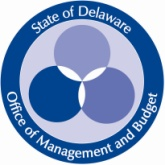 State of Delaware
Office of Management and Budget